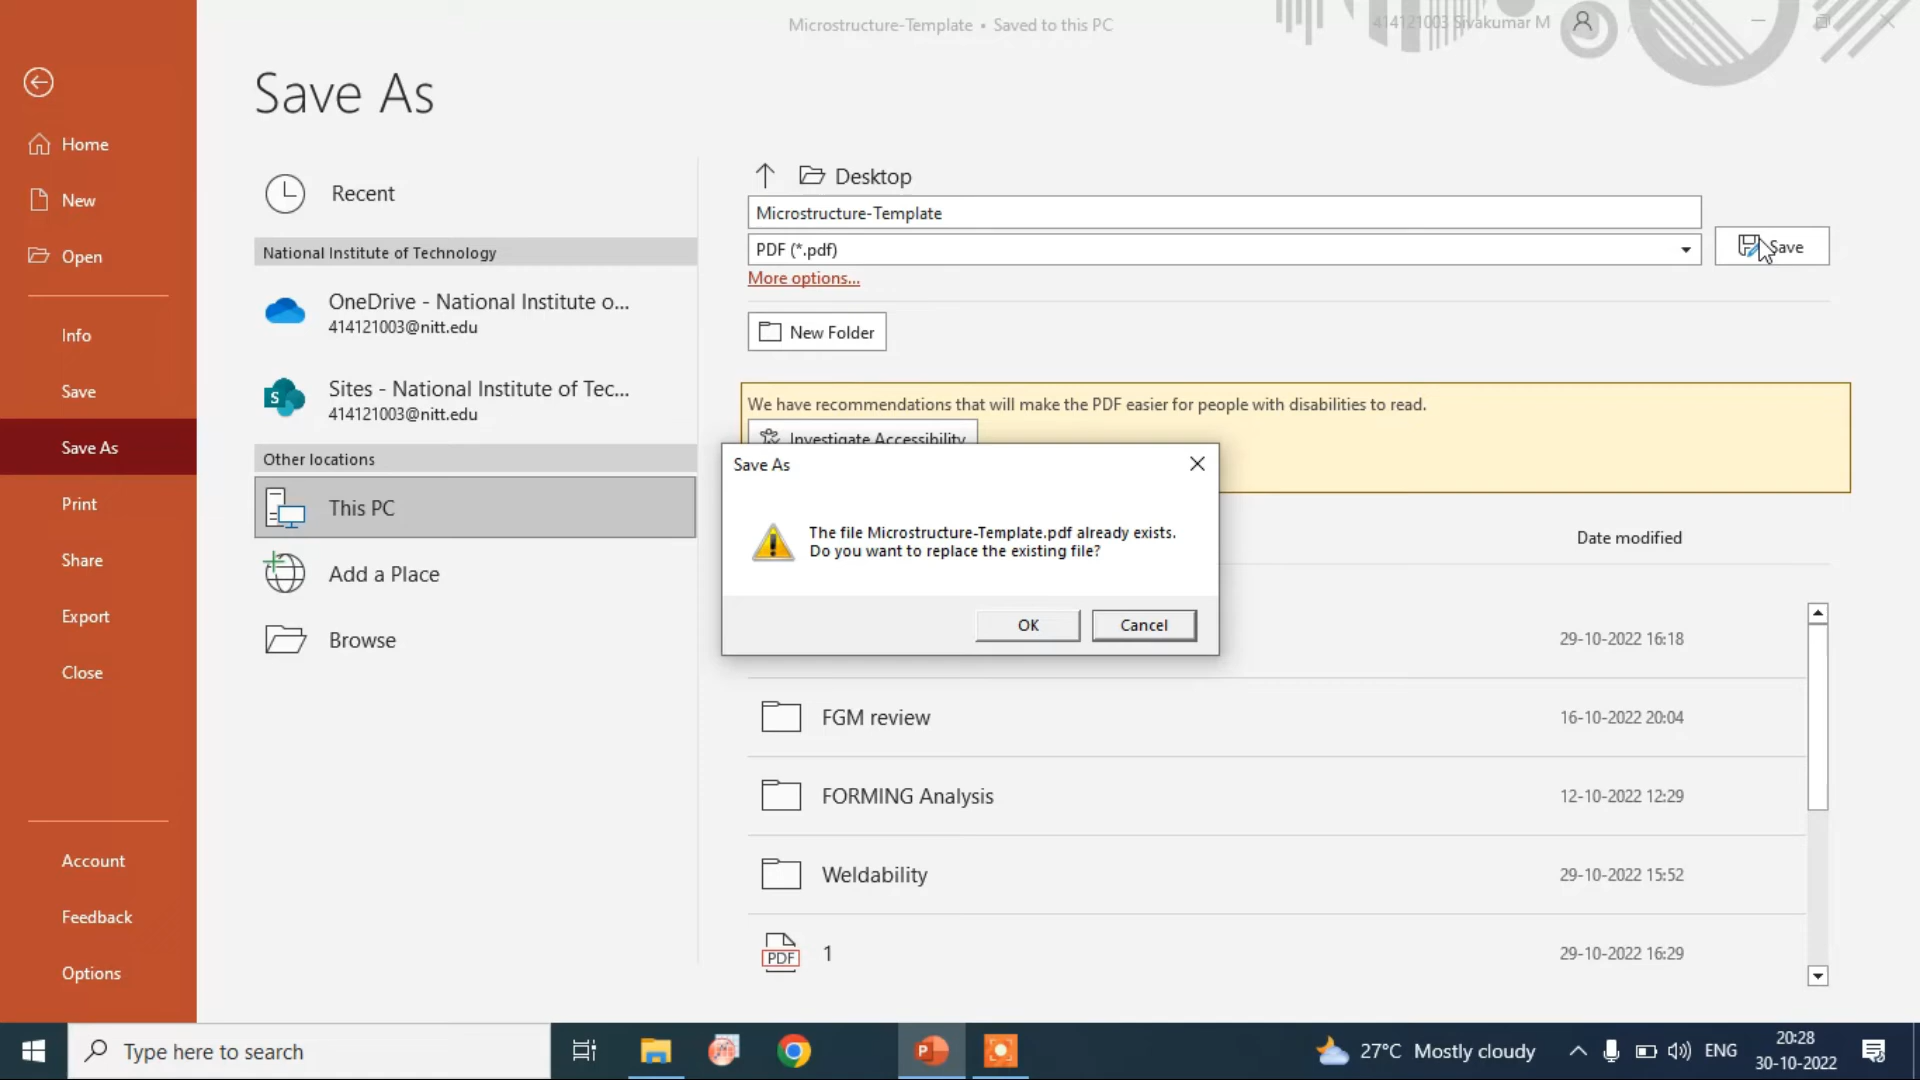 Microstructure-Template • Saved to this PC
414121003 Sivakumar M
Save As
Home
New
Open
Info
Save
Save As
Print
Share
Export
Close
Account
Feedback
Options
Recent
National Institute of Technology
OneDrive - National Institute o...
414121003@nitt.edu
Sites - National Institute of Tec...
414121003@nitt.edu
Other locations
This PC
Add a Place
Browse
Desktop
Microstructure-Template
PDF (*.pdf)
Save
More options...
New Folder
We have recommendations that will make the PDF easier for people with disabilities to read.
Investigate Accessibility
Save As
The file Microstructure-Template.pdf already exists.
Do you want to replace the existing file?
OK
Cancel
Date modified
29-10-2022 16:18
FGM review
16-10-2022 20:04
FORMING Analysis
12-10-2022 12:29
Weldability
29-10-2022 15:52
PDF
1
29-10-2022 16:29
Type here to search
27°C Mostly cloudy
ENG
20:28
30-10-2022